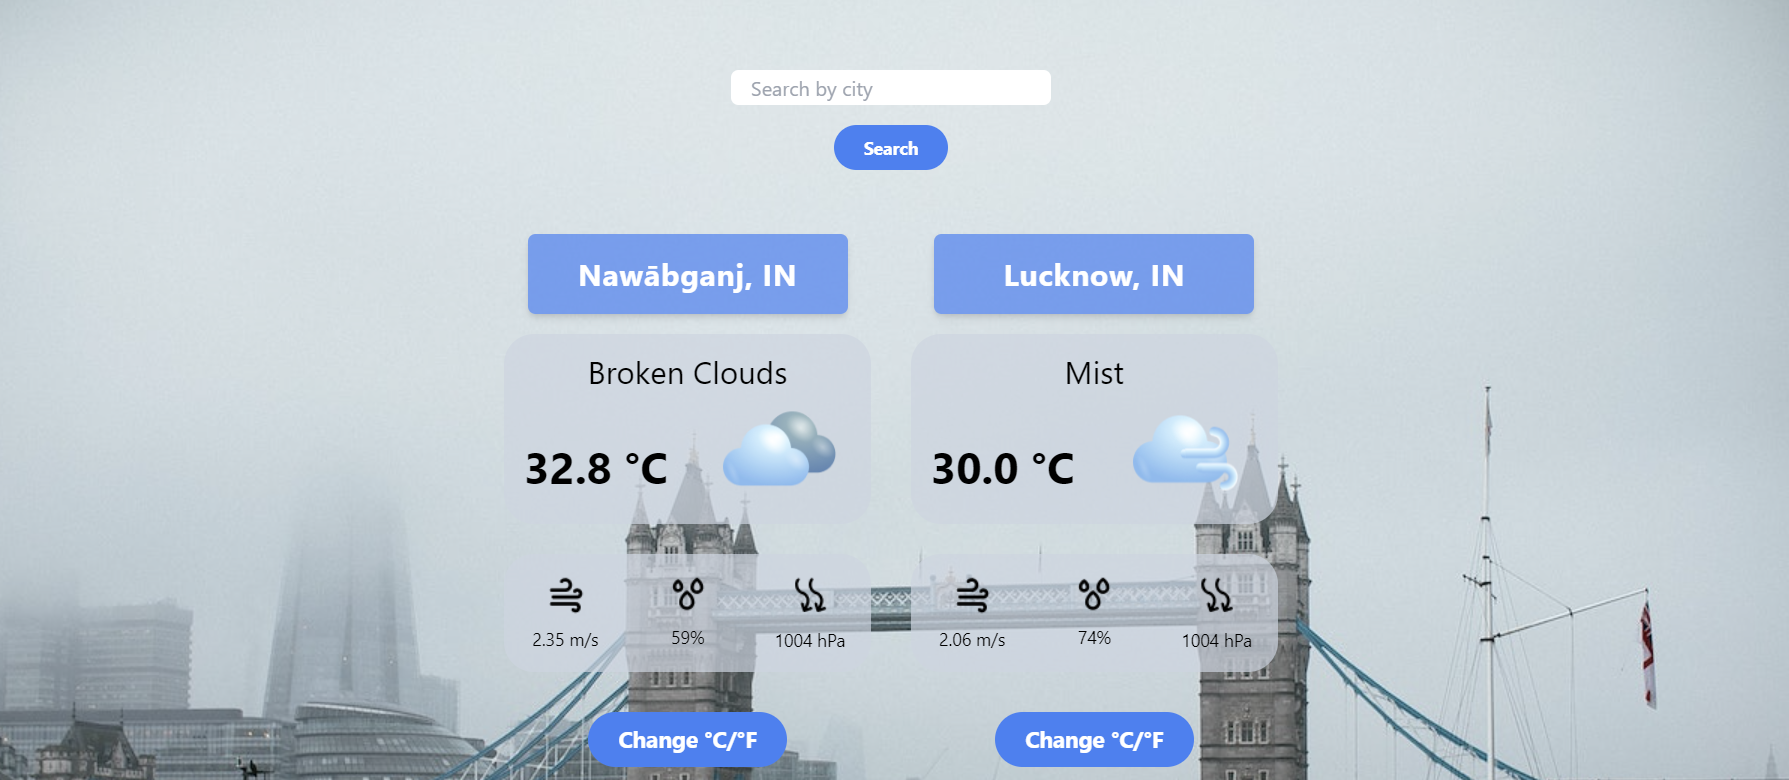 Search by city
Search
Nawābganj, IN
Broken Clouds
32.8 °C
2.35 m/s
59%
1004 hPa
Change °C/°F
Lucknow, IN
Mist
30.0 °C
2.06 m/s
74%
1004 hPa
Change °C/°F